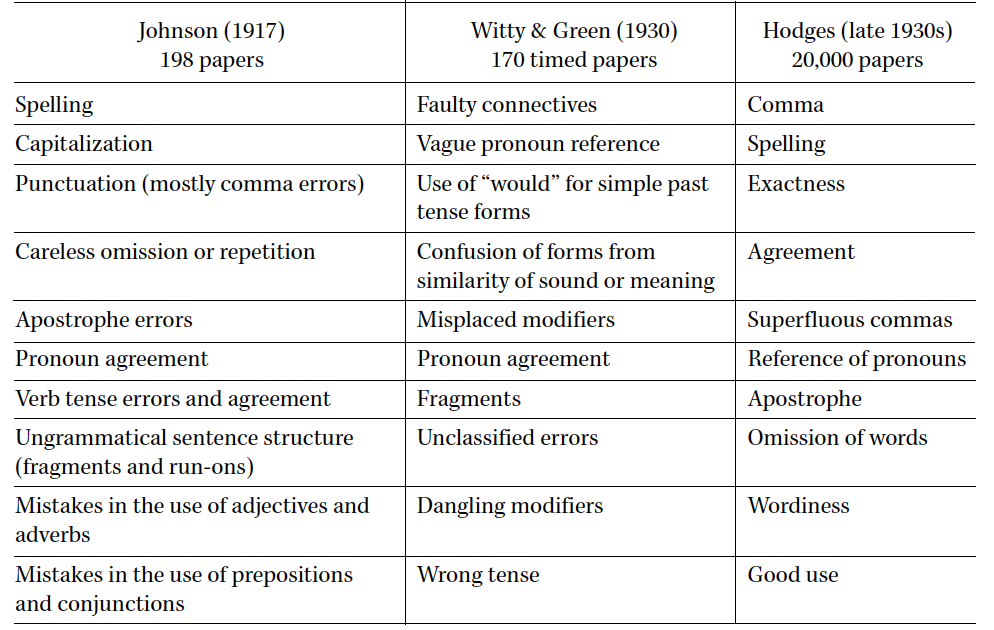 Johnson (1917)
198 papers
Witty & Green (1930)
170 timed papers
Hodges (late 1930s)
20,000 papers
Spelling
Faulty connectives
Comma
Capitalization
Vague pronoun reference
Spelling
Punctuation (mostly comma errors)
Use of “would” for simple past
tense forms
Exactness
Careless omission or repetition
Confusion of forms from
similarity of sound or meaning
Agreement
Apostrophe errors
Misplaced modifiers
Superfluous commas
Pronoun agreement
Pronoun agreement
Reference of pronouns
Verb tense errors and agreement
Fragments
Apostrophe
Ungrammatical sentence structure
(fragments and run-ons)
Unclassified errors
Omission of words
Mistakes in the use of adjectives and
adverbs
Dangling modifiers
Wordiness
Mistakes in the use of prepositions
and conjunctions
Wrong tense
Good use